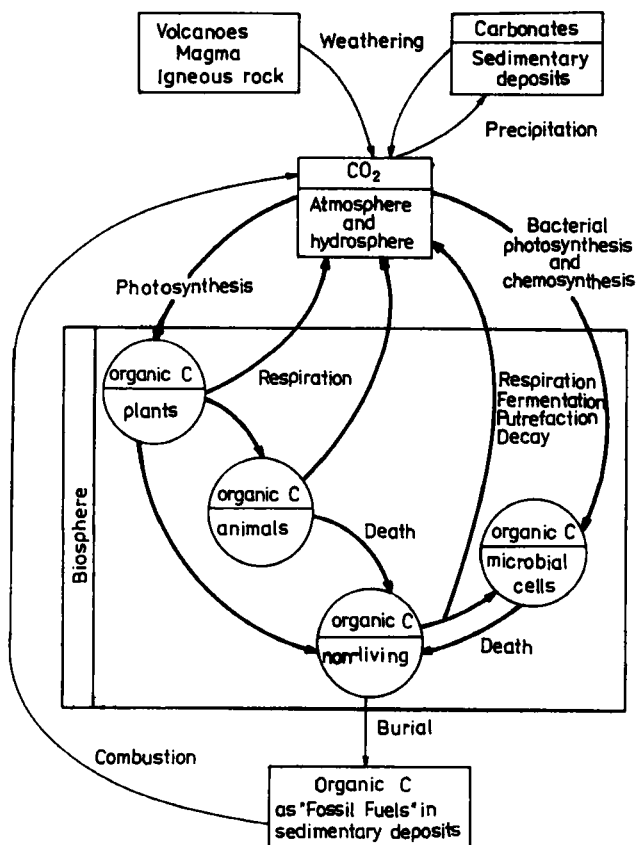 Volcanoes
Magma
Igneous rock
Weathering
Carbonates
Sedimentary
deposits
Precipitation
CO₂
Atmosphere
and
hydrosphere
Bacterial
photosynthesis
and
chemosynthesis
Photosynthesis
organic C
plants
Respiration
Respiration
Fermentation
Putrefaction
Decay
organic C
animals
Death
organic C
microbial
cells
organic C
non-living
Death
Biosphere
Burial
Combustion
Organic C
as "Fossil Fuels" in
sedimentary deposits